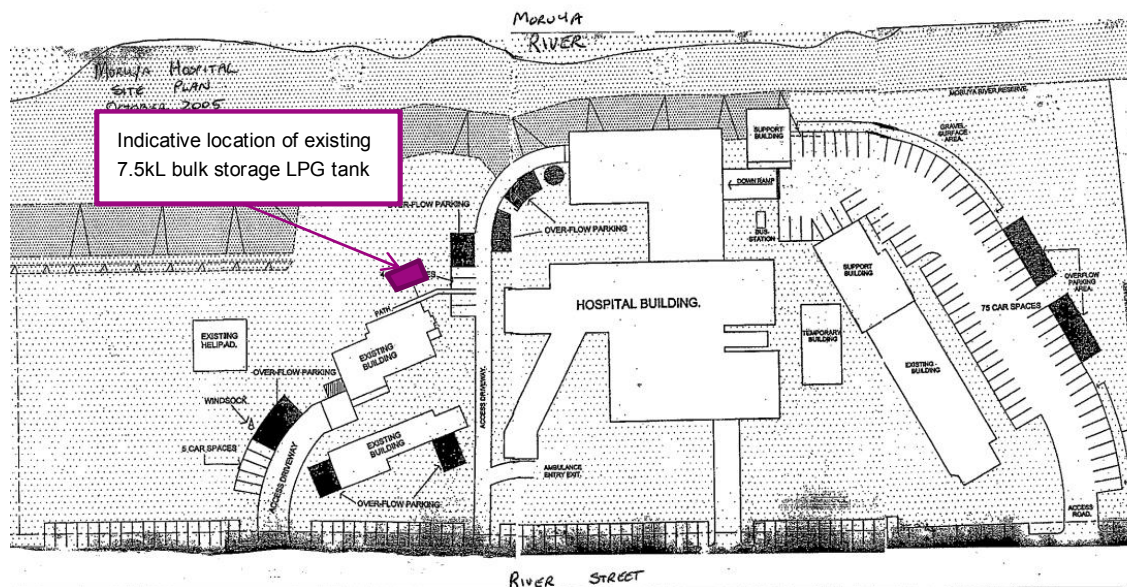 MORUYA
RIVER
MORUYA HOSPITAL
SITE PLAN
OCTOBER 2005
MORUYA RIVER RESERVE.
Indicative location of existing
7.5kL bulk storage LPG tank
SUPPORT
BUILDING
GRAVEL
SURFACE
AREA.
DOWN RAMP
OVER-FLOW PARKING
OVER-FLOW PARKING
BUS-
STATION
SUPPORT
BUILDING
OVERFLOW
PARKING
AREA.
75 CAR SPACES
HOSPITAL BUILDING.
PATH
EXISTING
HELIPAD.
EXISTING
BUILDING
TEMPORARY
BUILDING
EXISTING
BUILDING
OVER-FLOW PARKING
WINDSOCK
5 CAR SPACES
ACCESS DRIVEWAY
EXISTING
BUILDING
ACCESS DRIVEWAY.
AMBULANCE
ENTRY EXIT.
OVER-FLOW PARKING
ACCESS
ROAD.
RIVER STREET